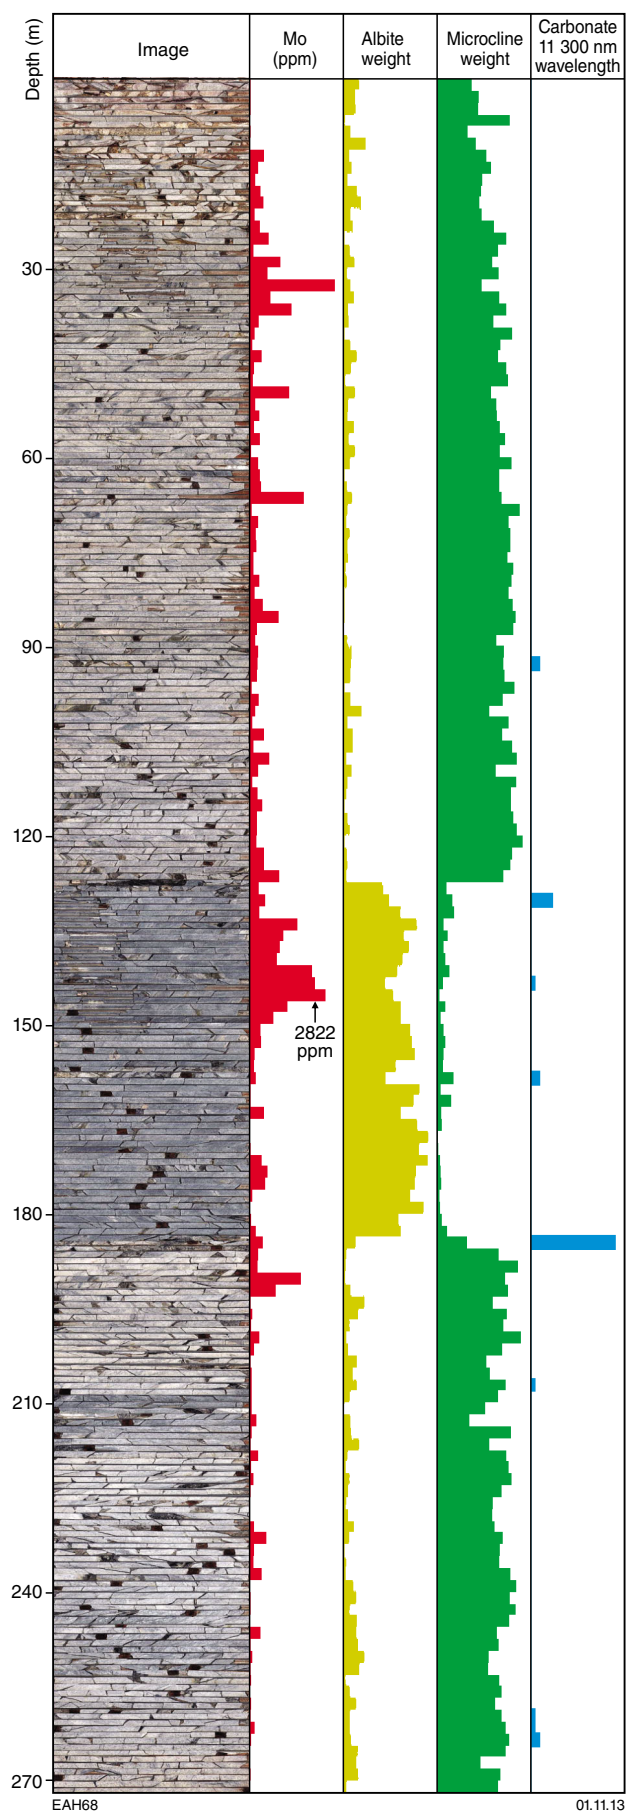 Depth (m)
Image
Mo
(ppm)
Albite
weight
Microcline
weight
Carbonate
11 300 nm
wavelength
30
60
90
120
150
2822
ppm
180
210
240
270
EAH68
01.11.13